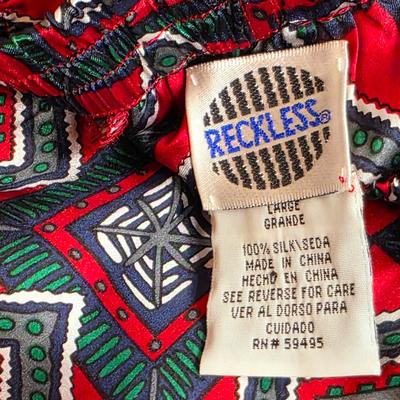 RECKLESS®
LARGE
GRANDE
100% SILK\SEDA
MADE IN CHINA
HECHO EN CHINA
SEE REVERSE FOR CARE
VER AL DORSO PARA
CUIDADO
RN# 59495